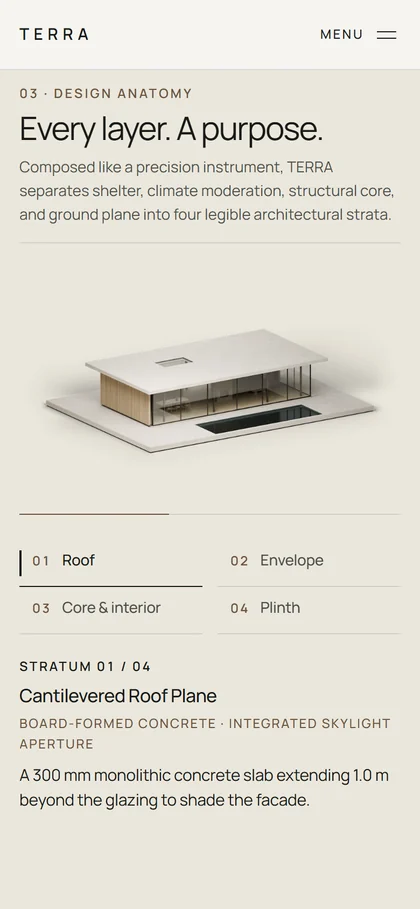 TERRA
MENU
03 · DESIGN ANATOMY
Every layer. A purpose.
Composed like a precision instrument, TERRA
separates shelter, climate moderation, structural core,
and ground plane into four legible architectural strata.
01 Roof
02 Envelope
03 Core & interior
04 Plinth
STRATUM 01 / 04
Cantilevered Roof Plane
BOARD-FORMED CONCRETE · INTEGRATED SKYLIGHT
APERTURE
A 300 mm monolithic concrete slab extending 1.0 m
beyond the glazing to shade the facade.